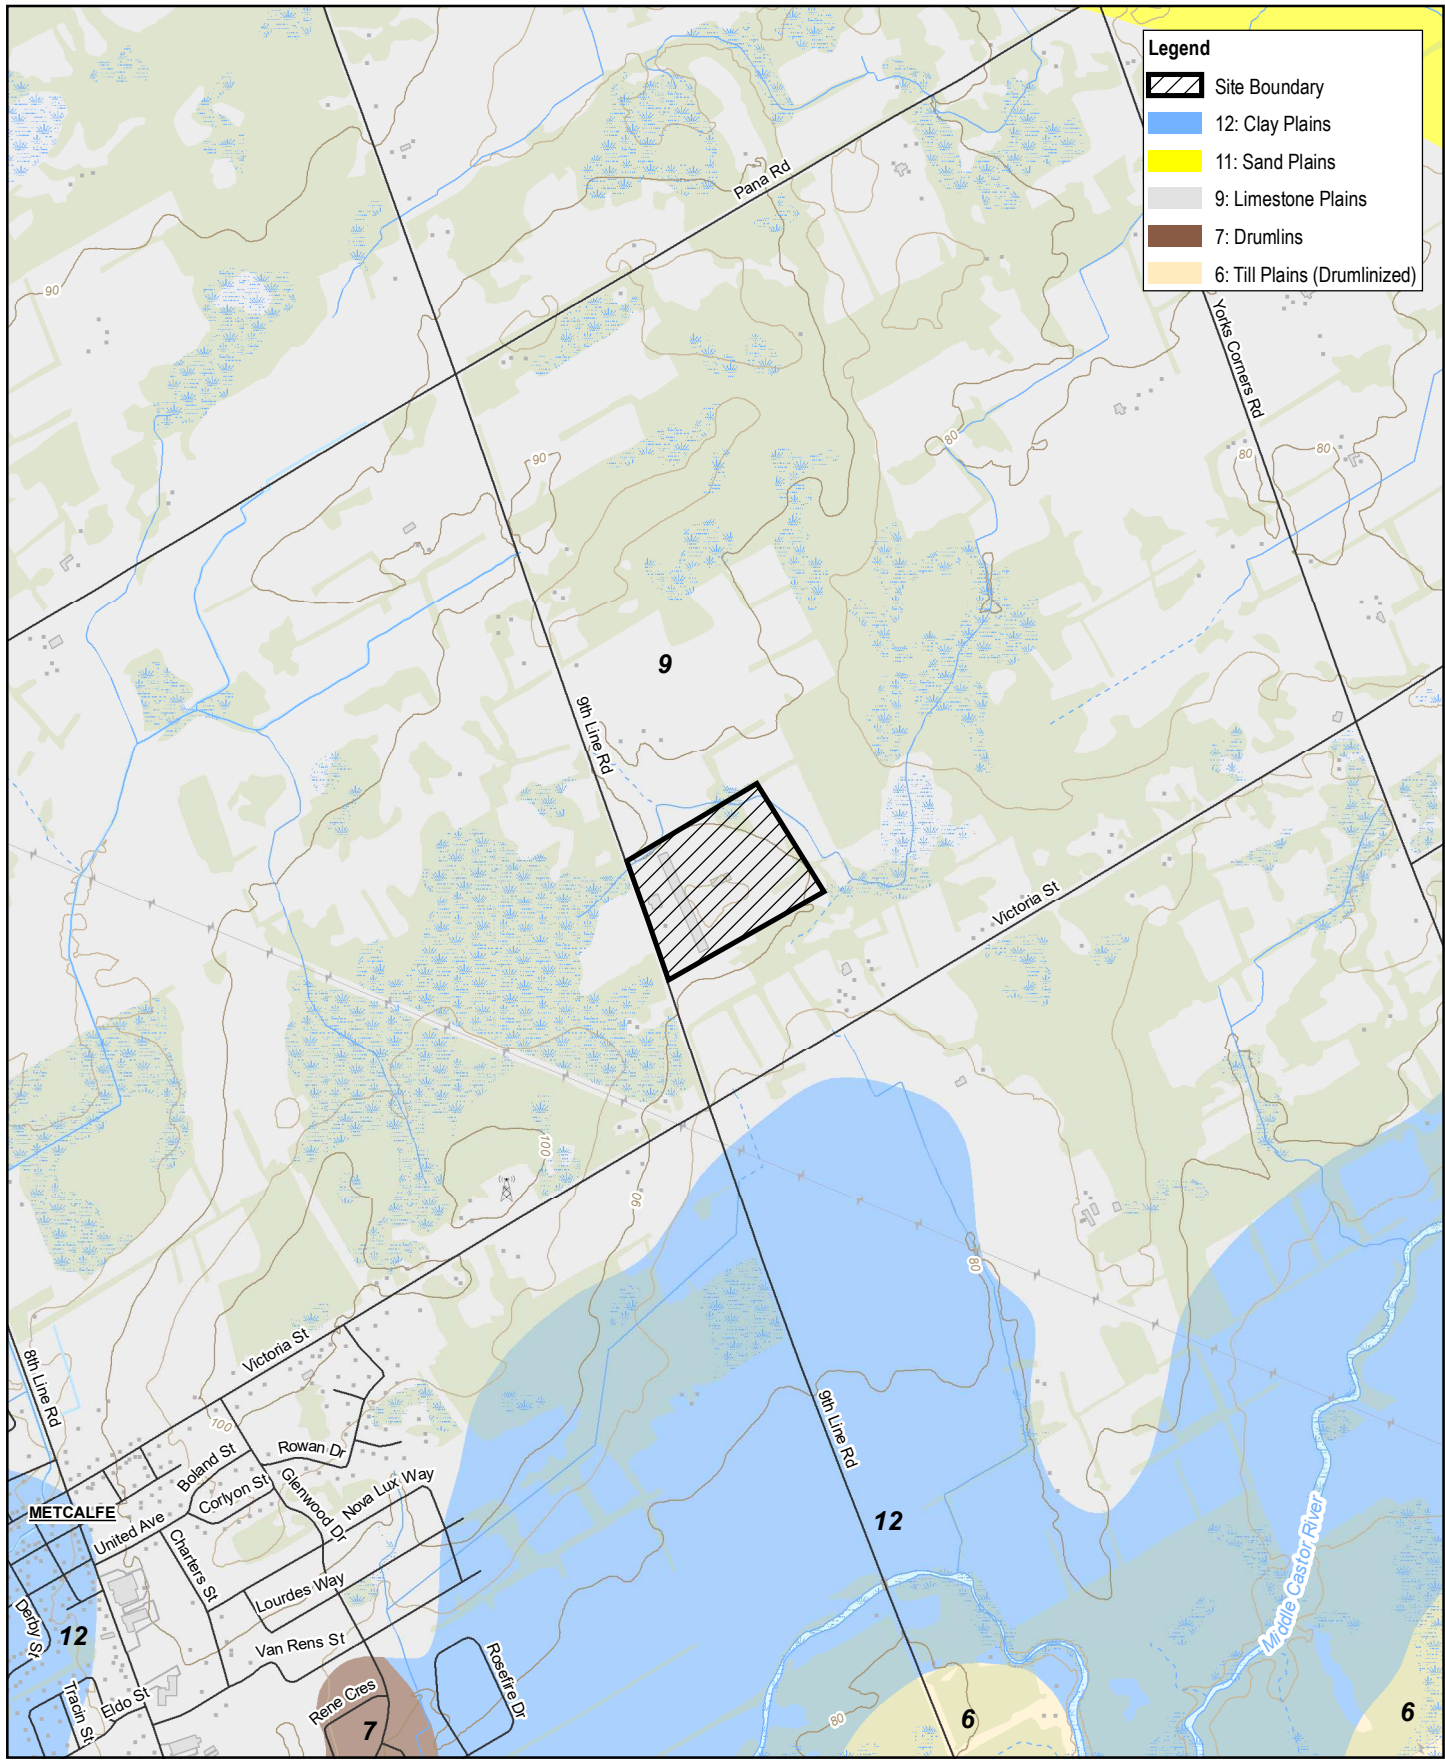 Legend
Site Boundary
12: Clay Plains
11: Sand Plains
9: Limestone Plains
7: Drumlins
6: Till Plains (Drumlinized)
Pana Rd
90
Yorks Corners Rd
80
80
80
90
9
9th Line Rd
Victoria St
100
90
80
Victoria St
8th Line Rd
100
9th Line Rd
Boland St
Rowan Dr
Corlyon St
Glenwood Dr
Nova Lux Way
METCALFE
United Ave
Charters St
12
Middle Castor River
Lourdes Way
Derby St
12
Van Rens St
Rosefire Dr
Tracin St
Eldo St
Rene Cres
7
80
6
6